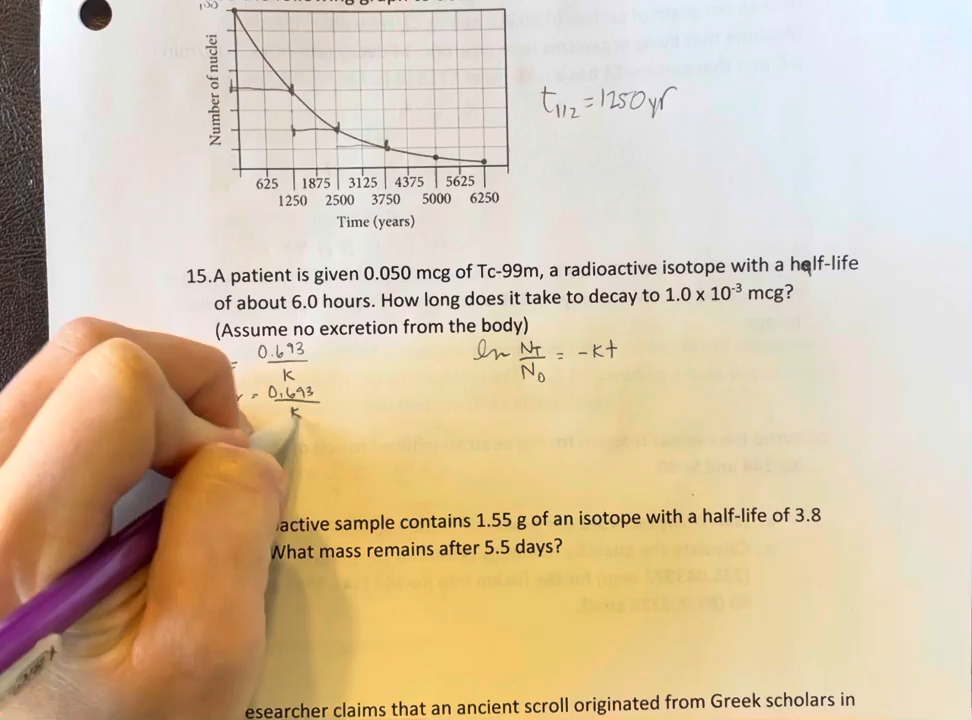 Number of nuclei
t1/2 = 1250 yr
625 1875 3125 4375 5625
1250 2500 3750 5000 6250
Time (years)
15.A patient is given 0.050 mcg of Tc-99m, a radioactive isotope with a half-life
of about 6.0 hours. How long does it take to decay to 1.0 x 10⁻³ mcg?
(Assume no excretion from the body)
= 0.693 / K
ln NT / N0 = -Kt
= 0.693 / K
active sample contains 1.55 g of an isotope with a half-life of 3.8
What mass remains after 5.5 days?
esearcher claims that an ancient scroll originated from Greek scholars in